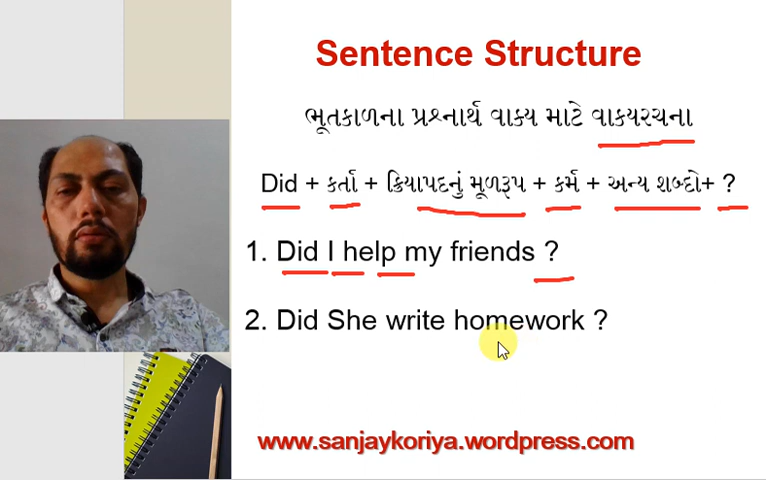 Sentence Structure
ભૂતકાળના પ્રશ્નાર્થ વાક્ય માટે વાકયરચના
Did + કર્તા + ક્રિયાપદનું મૂળરૂપ + કર્મ + અન્ય શબ્દો+ ?
1. Did I help my friends ?
2. Did She write homework ?
www.sanjaykoriya.wordpress.com